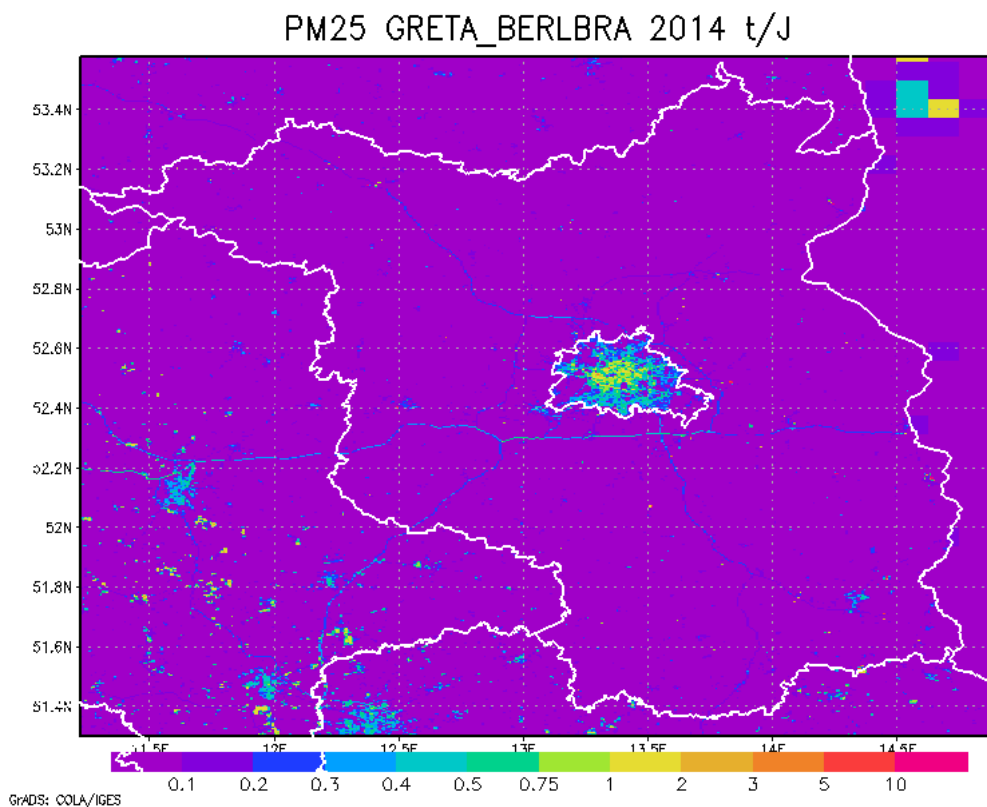 PM25 GRETA_BERLBRA 2014 t/J
53.4N
53.2N
53N
52.8N
52.6N
52.4N
52.2N
52N
51.8N
51.6N
51.4N
11.5E 12E 12.5E 13E 13.5E 14E 14.5E
0.1 0.2 0.3 0.4 0.5 0.75 1 2 3 5 10
GrADS: COLA/IGES